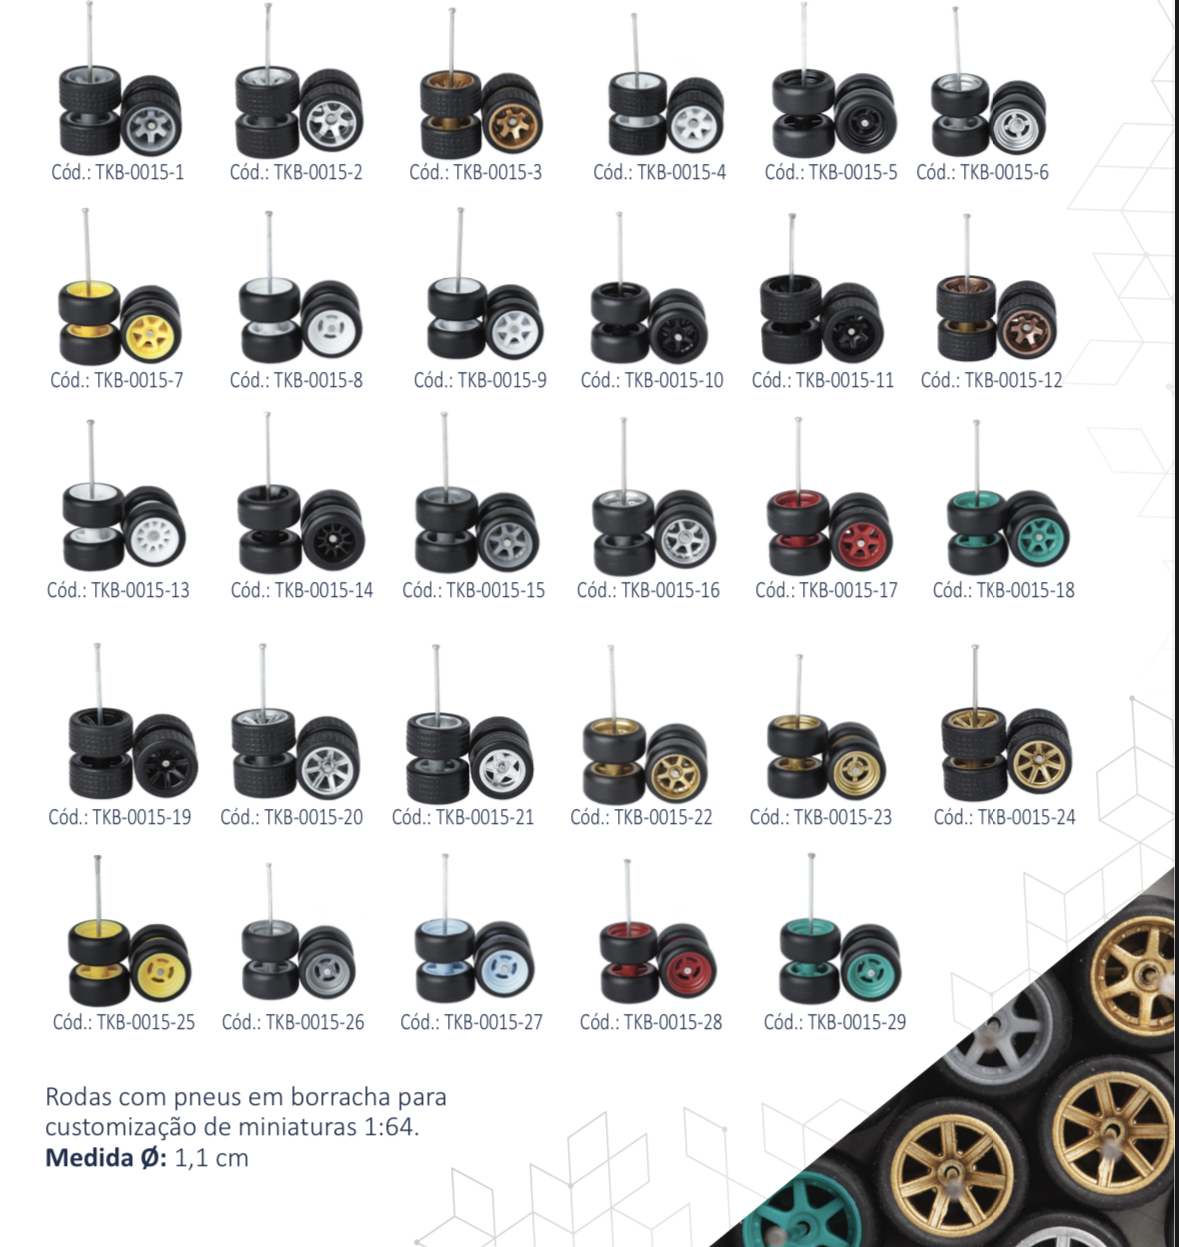 Cód.: TKB-0015-1
Cód.: TKB-0015-2
Cód.: TKB-0015-3
Cód.: TKB-0015-4
Cód.: TKB-0015-5
Cód.: TKB-0015-6
Cód.: TKB-0015-7
Cód.: TKB-0015-8
Cód.: TKB-0015-9
Cód.: TKB-0015-10
Cód.: TKB-0015-11
Cód.: TKB-0015-12
Cód.: TKB-0015-13
Cód.: TKB-0015-14
Cód.: TKB-0015-15
Cód.: TKB-0015-16
Cód.: TKB-0015-17
Cód.: TKB-0015-18
Cód.: TKB-0015-19
Cód.: TKB-0015-20
Cód.: TKB-0015-21
Cód.: TKB-0015-22
Cód.: TKB-0015-23
Cód.: TKB-0015-24
Cód.: TKB-0015-25
Cód.: TKB-0015-26
Cód.: TKB-0015-27
Cód.: TKB-0015-28
Cód.: TKB-0015-29
Rodas com pneus em borracha para
customização de miniaturas 1:64.
Medida Ø: 1,1 cm